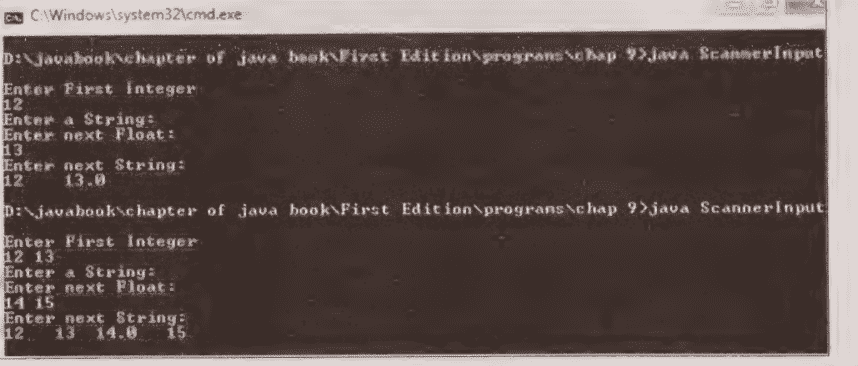 C:\Windows\system32\cmd.exe
D:\javabook\chapter of java book\First Edition\programs\chap 9>java ScannerInput
Enter First Integer
12
Enter a String:
Enter next Float:
13
Enter next String:
12 13.0
D:\javabook\chapter of java book\First Edition\programs\chap 9>java ScannerInput
Enter First Integer
12 13
Enter a String:
Enter next Float:
14 15
Enter next String:
12 13 14.0 15